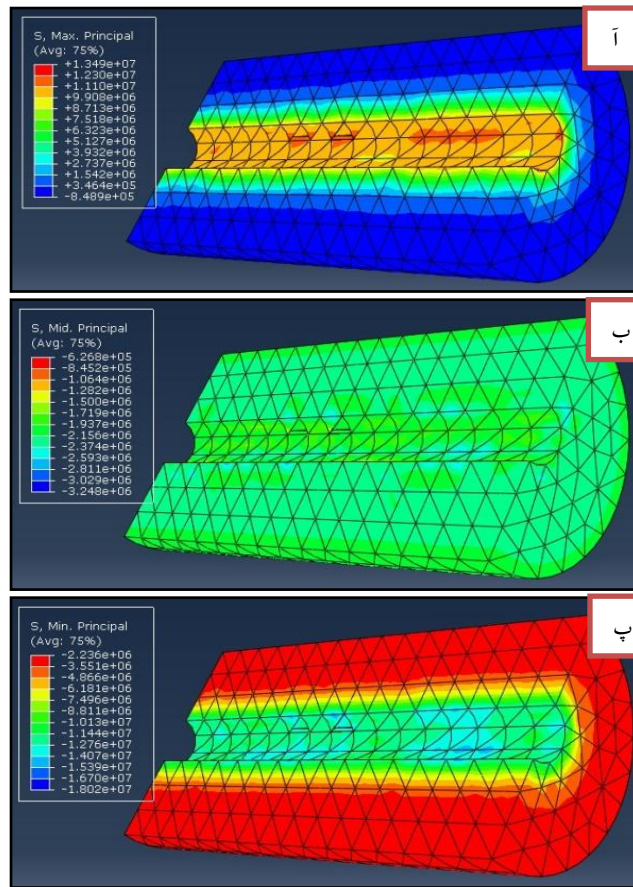 آ
S, Max. Principal
(Avg: 75%)
+1.349e+07
+1.230e+07
+1.110e+07
+9.908e+06
+8.713e+06
+7.518e+06
+6.323e+06
+5.127e+06
+3.932e+06
+2.737e+06
+1.542e+06
+3.464e+05
-8.489e+05
ب
S, Mid. Principal
(Avg: 75%)
-6.268e+05
-8.452e+05
-1.064e+06
-1.282e+06
-1.500e+06
-1.719e+06
-1.937e+06
-2.156e+06
-2.374e+06
-2.593e+06
-2.811e+06
-3.029e+06
-3.248e+06
پ
S, Min. Principal
(Avg: 75%)
-2.236e+06
-3.551e+06
-4.866e+06
-6.181e+06
-7.496e+06
-8.811e+06
-1.013e+07
-1.144e+07
-1.276e+07
-1.407e+07
-1.539e+07
-1.670e+07
-1.802e+07